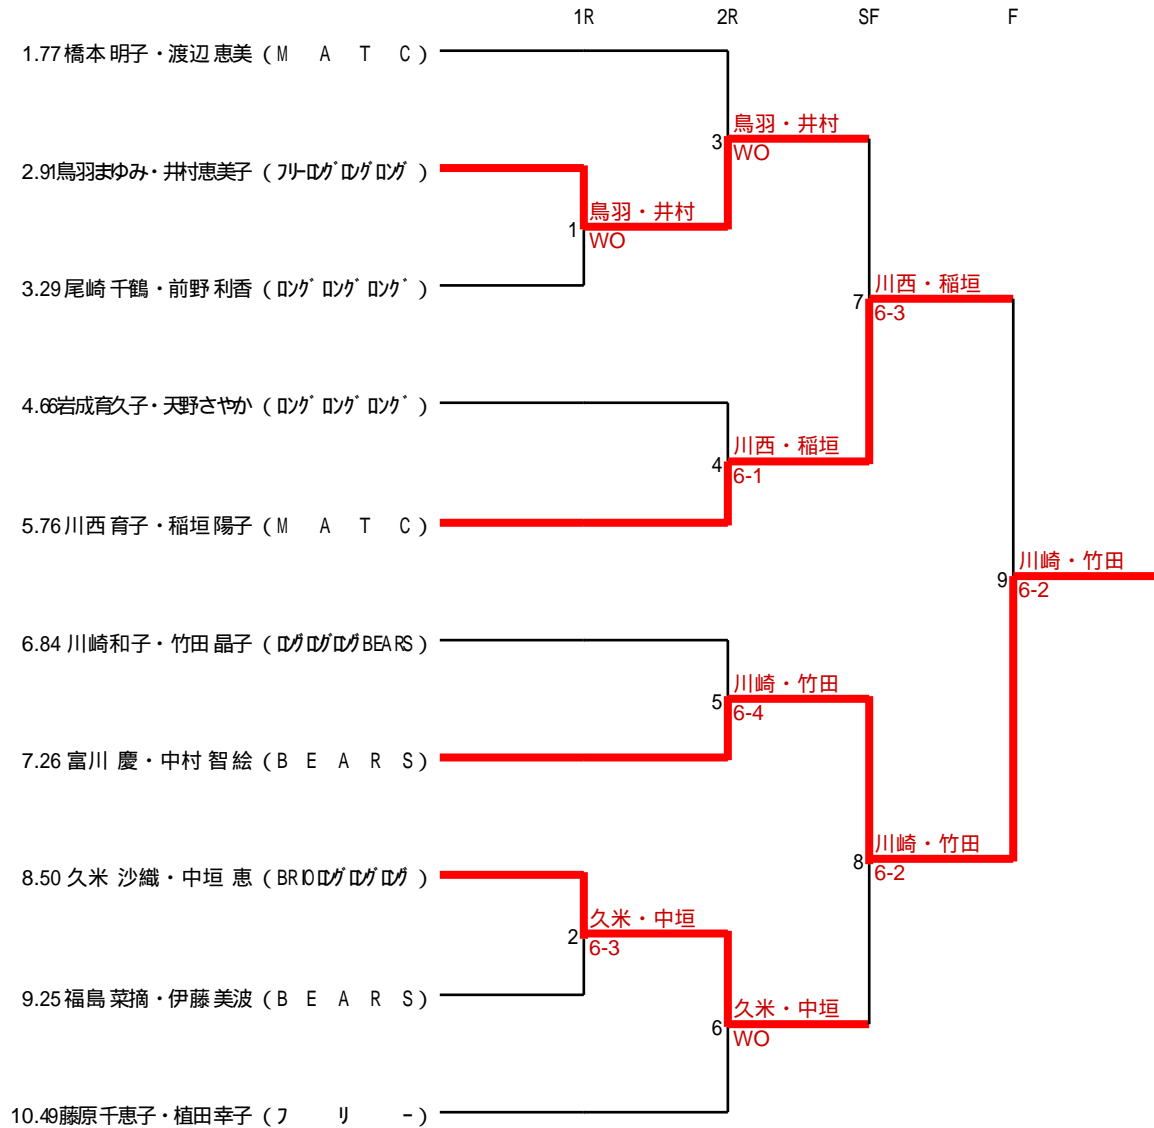 1R 2R SF F
1.77 橋本 明子・渡辺 恵美 (M A T C)
鳥羽・井村
3
WO
2.91 鳥羽まゆみ・井村恵美子 (フリーロングロングロング)
鳥羽・井村
1
WO
3.29 尾崎 千鶴・前野 利香 (ロングロングロング)
川西・稲垣
7
6-3
4.66 岩成育久子・天野さやか (ロングロングロング)
川西・稲垣
4
6-1
5.76 川西 育子・稲垣 陽子 (M A T C)
川崎・竹田
9
6-2
6.84 川崎和子・竹田 晶子 (ロングロングロングBEARS)
川崎・竹田
5
6-4
7.26 富川 慶・中村 智絵 (B E A R S)
川崎・竹田
8
6-2
8.50 久米 沙織・中垣 恵 (BRIOロングロングロング)
久米・中垣
2
6-3
9.25 福島 菜摘・伊藤 美波 (B E A R S)
久米・中垣
6
WO
10.49 藤原千恵子・植田幸子 (フ リ ー)